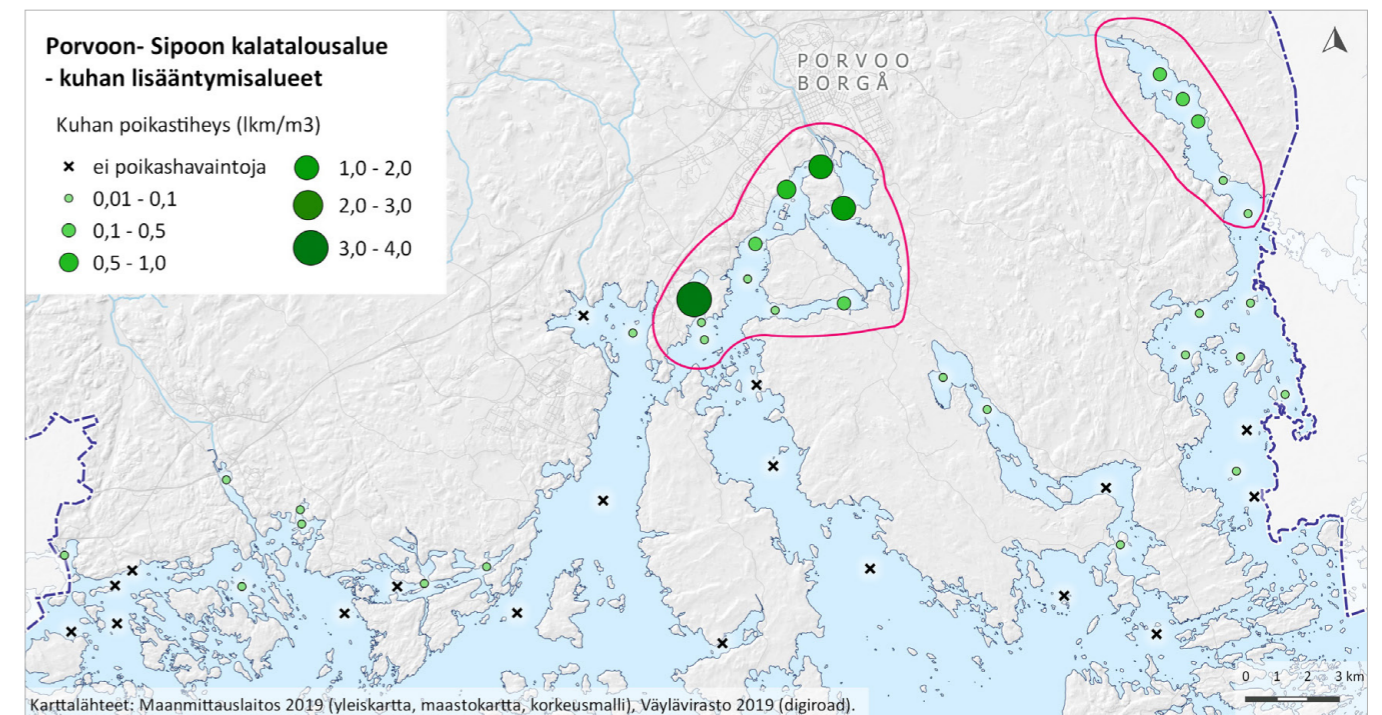 Porvoon- Sipoon kalatalousalue
- kuhan lisääntymisalueet
Kuhan poikastiheys (lkm/m3)
ei poikashavaintoja
0,01 - 0,1
0,1 - 0,5
0,5 - 1,0
1,0 - 2,0
2,0 - 3,0
3,0 - 4,0
PORVOO
BORGÅ
0 1 2 3 km
Karttalähteet: Maanmittauslaitos 2019 (yleiskartta, maastokartta, korkeusmalli), Väylävirasto 2019 (digiroad).